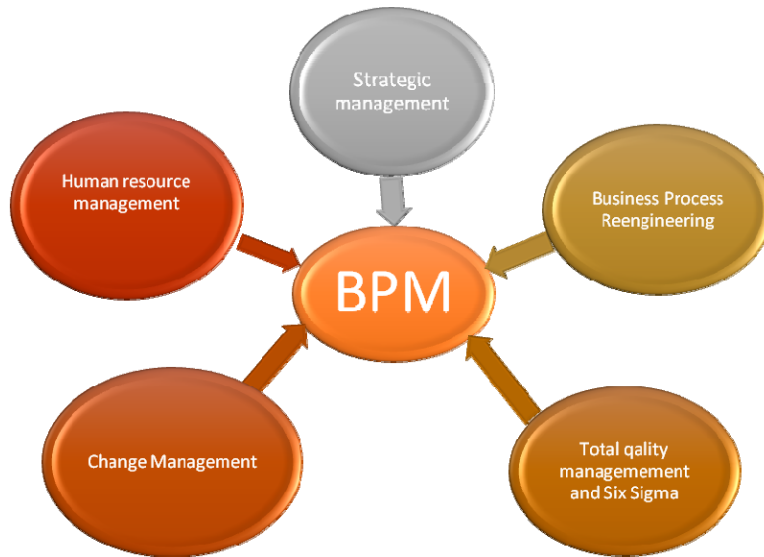 Strategic
management
Human resource
management
Business Process
Reengineering
BPM
Change Management
Total qality
managemement
and Six Sigma